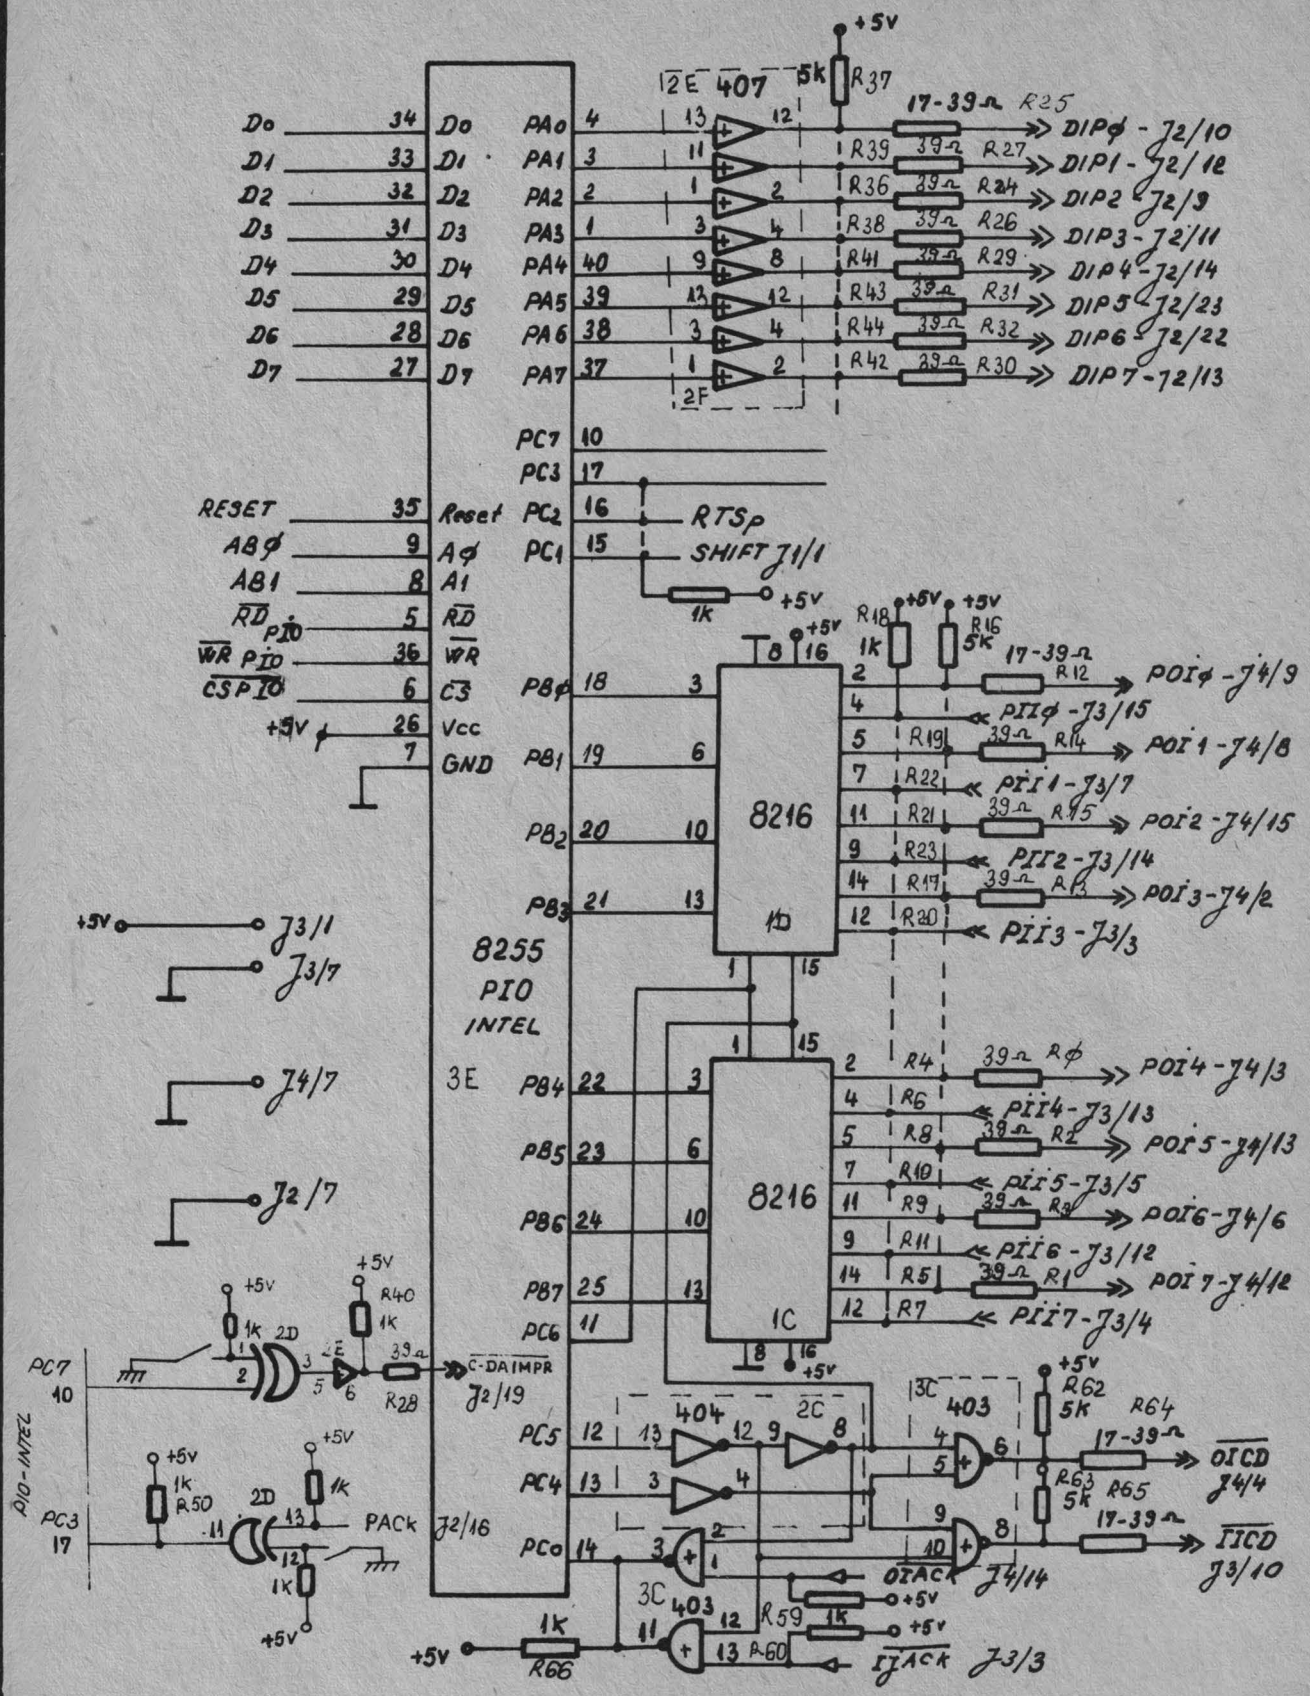 +5V
2E 407 5k R37
17-39Ω R25
D0 34 D0 PA0 4 13 12 DIPϕ - J2/10
D1 33 D1 PA1 3 11 R39 39Ω R27 DIP1 - J2/12
D2 32 D2 PA2 2 1 2 R36 39Ω R24 DIP2 - J2/9
D3 31 D3 PA3 1 3 4 R38 39Ω R26 DIP3 - J2/11
D4 30 D4 PA4 40 9 8 R41 39Ω R29 DIP4 - J2/14
D5 29 D5 PA5 39 13 12 R43 39Ω R31 DIP5 - J2/23
D6 28 D6 PA6 38 3 4 R44 39Ω R32 DIP6 - J2/22
D7 27 D7 PA7 37 1 2 R42 39Ω R30 DIP7 - J2/13
2F
PC7 10
PC3 17
RESET 35 Reset PC2 16 RTSp
ABϕ 9 Aϕ PC1 15 SHIFT J1/1
AB1 8 A1 1K +5V
RD PIO 5 RD
WR PIO 36 WR
CSPIO 6 CS
+5V 26 Vcc
7 GND
R18 +5V +5V
1K R16 5K
8 +5V 16 17-39Ω
PBϕ 18 3 2 R12 POIϕ - J4/9
4 PIIϕ - J3/15
5 R19 39Ω R14 POI1 - J4/8
PB1 19 6 7 R22 PII1 - J3/7
8216 11 R21 39Ω R15 POI2 - J4/15
PB2 20 10 9 R23 PII2 - J3/14
14 R17 39Ω R13 POI3 - J4/2
PB3 21 13 1D 12 R20 PII3 - J3/3
1 15
+5V J3/1
J3/7
8255
PIO
INTEL
3E
J4/7
J2/7
1 15
PB4 22 3 2 R4 39Ω Rϕ POI4 - J4/3
4 R6 PII4 - J3/13
PB5 23 6 5 R8 39Ω R2 POI5 - J4/13
7 R10 PII5 - J3/5
8216
PB6 24 10 11 R9 39Ω R3 POI6 - J4/6
9 R11 PII6 - J3/12
PB7 25 13 14 R5 39Ω R1 POI7 - J4/12
PC6 11 1C 12 R7 PII7 - J3/4
8 16 +5V
+5V +5V
1K 2D R40 1K
PC7 1 2E 39Ω C-DAIMPR
10 2 3 5 6 R28 J2/19
PIO-INTEL
404 2C 3C 403 +5V R62 5K R64 17-39Ω
PC5 12 13 12 9 8 4 5 6 OICD J4/4
PC4 13 3 4 R63 5K R65 17-39Ω
9 10 8 IICD J3/10
+5V +5V
1K R50 1K
2D
PC3 17 11 13 PACK J2/16
12 1K
+5V
PC0 14 3 2 1 OIACK J4/14
3C 403 R59 +5V
+5V 1K R66 11 12 13 R60 1K +5V
IJACK J3/3